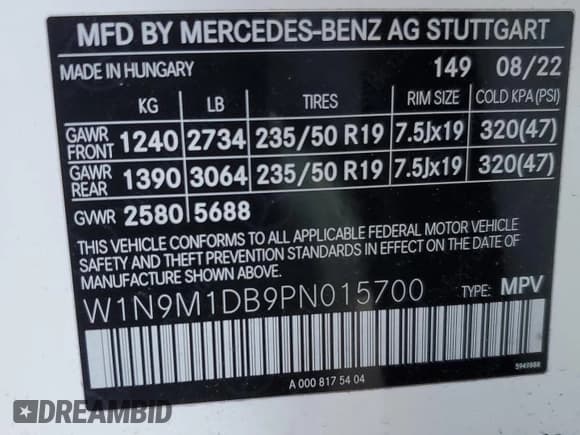 MFD BY MERCEDES-BENZ AG STUTTGART
MADE IN HUNGARY 149 08/22
KG LB TIRES RIM SIZE COLD KPA(PSI)
GAWR FRONT 1240 2734 235/50 R19 7.5Jx19 320(47)
GAWR REAR 1390 3064 235/50 R19 7.5Jx19 320(47)
GVWR 2580 5688
THIS VEHICLE CONFORMS TO ALL APPLICABLE FEDERAL MOTOR VEHICLE
SAFETY AND THEFT PREVENTION STANDARDS IN EFFECT ON THE DATE OF
MANUFACTURE SHOWN ABOVE.
W1N9M1DB9PN015700 TYPE: MPV
A 000 817 54 04
DREAMBID